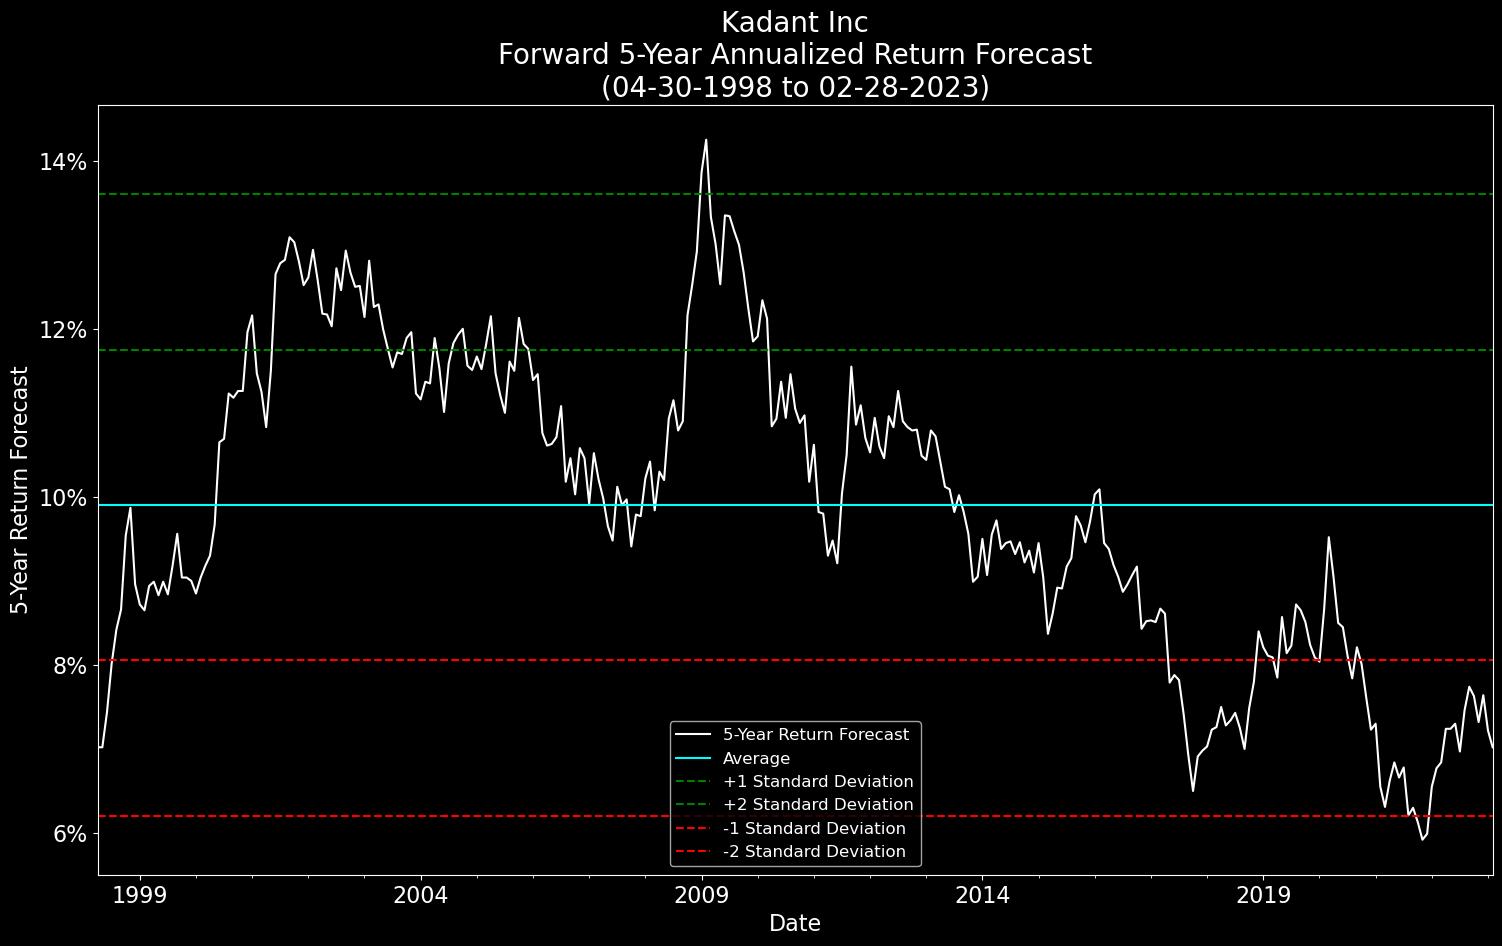 Kadant Inc
Forward 5-Year Annualized Return Forecast
(04-30-1998 to 02-28-2023)
5-Year Return Forecast
14%
12%
10%
8%
6%
5-Year Return Forecast
Average
+1 Standard Deviation
+2 Standard Deviation
-1 Standard Deviation
-2 Standard Deviation
1999
2004
2009
2014
2019
Date